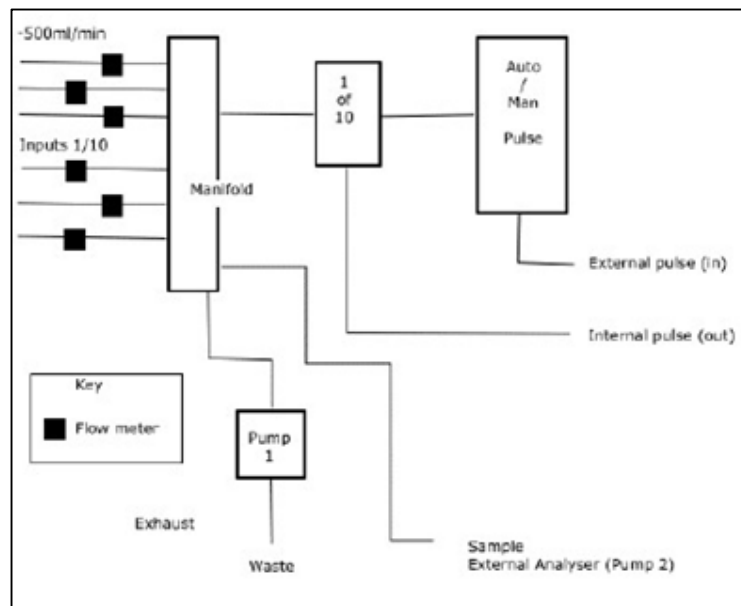 -500ml/min
Inputs 1/10
Manifold
1
of
10
Auto
/
Man
Pulse
External pulse (in)
Internal pulse (out)
Key
Flow meter
Pump
1
Exhaust
Waste
Sample
External Analyser (Pump 2)